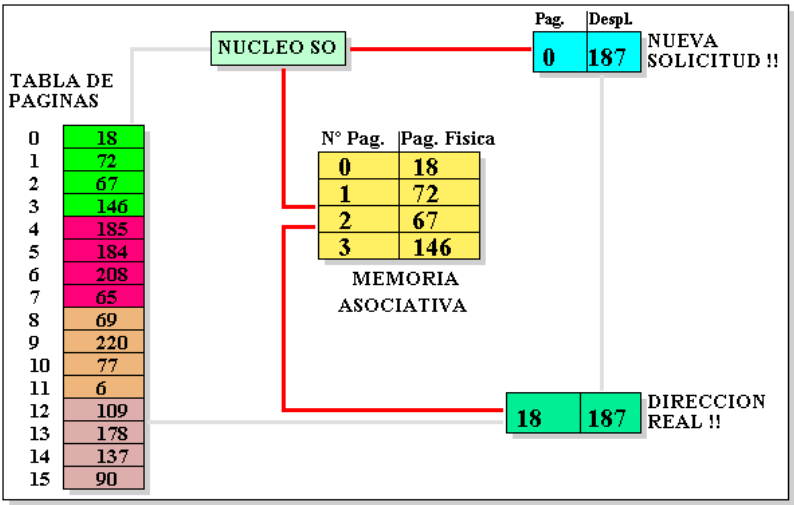 Pag. Despl.
NUCLEO SO
0 187
NUEVA
SOLICITUD !!
TABLA DE
PAGINAS
0 18
1 72
2 67
3 146
4 185
5 184
6 208
7 65
8 69
9 220
10 77
11 6
12 109
13 178
14 137
15 90
N° Pag. Pag. Fisica
0 18
1 72
2 67
3 146
MEMORIA
ASOCIATIVA
18 187
DIRECCION
REAL !!